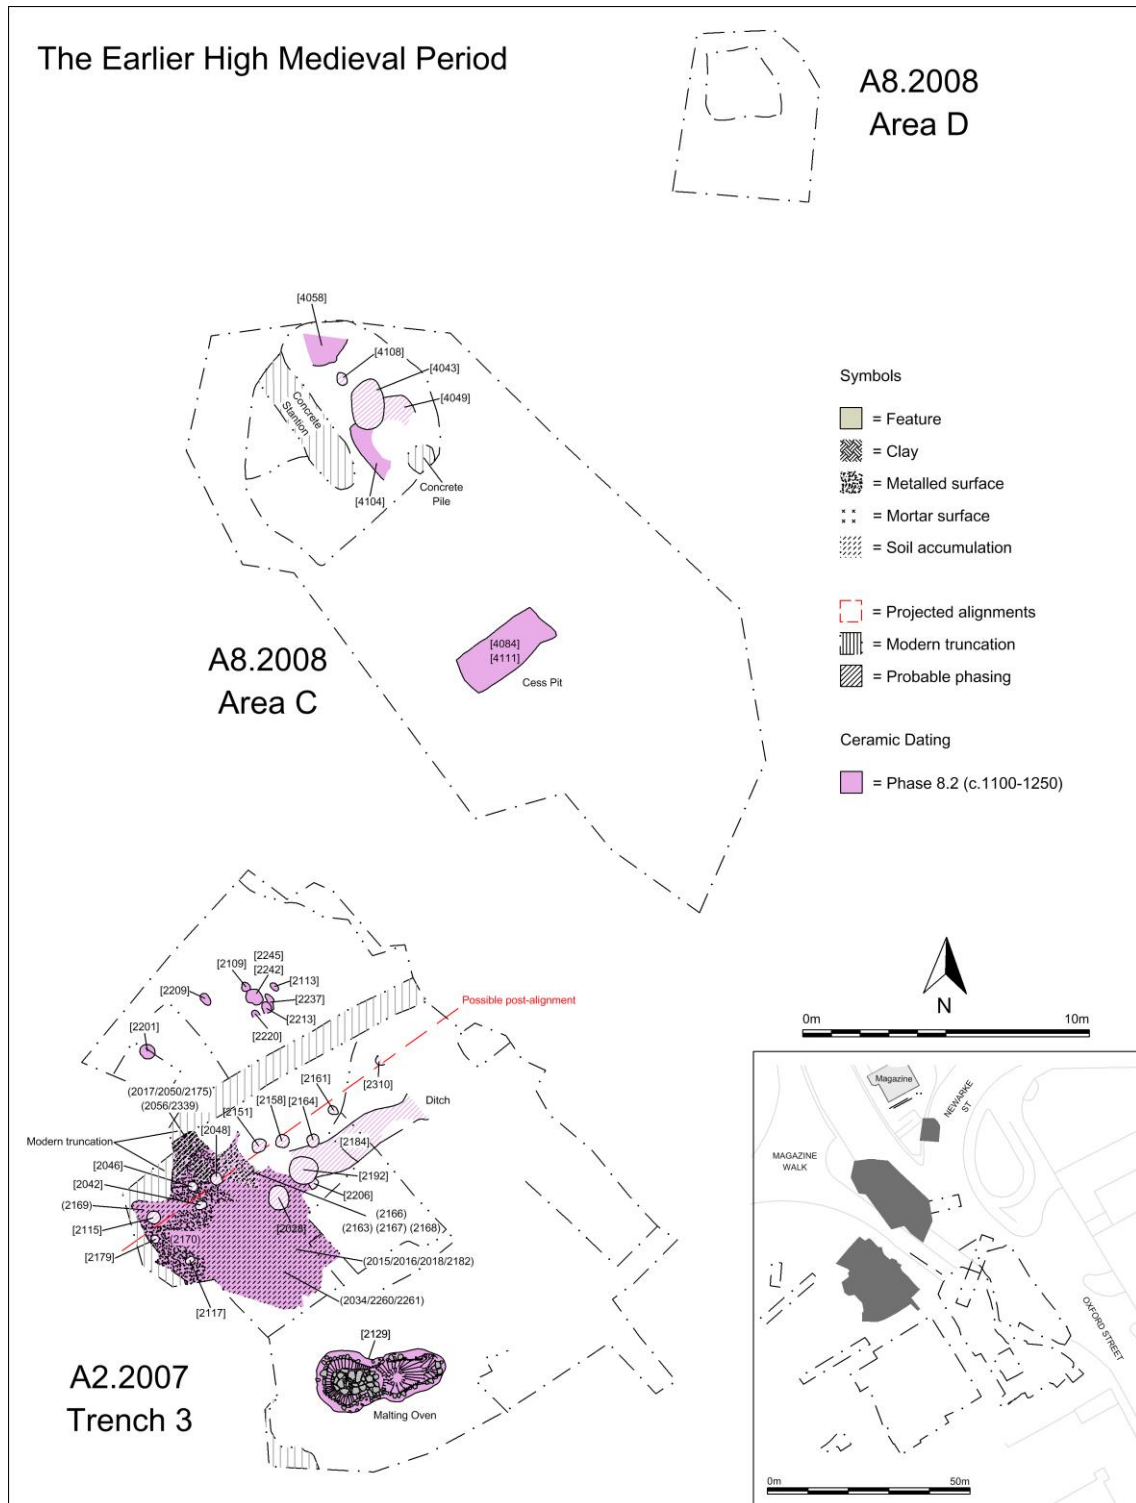 The Earlier High Medieval Period
A8.2008
Area D
[4058]
[4108]
[4043]
[4049]
Concrete
Stantion
Concrete
Pile
[4104]
Symbols
= Feature
= Clay
= Metalled surface
= Mortar surface
= Soil accumulation
= Projected alignments
= Modern truncation
= Probable phasing
Ceramic Dating
= Phase 8.2 (c.1100-1250)
A8.2008
Area C
[4084]
[4111]
Cess Pit
[2245]
[2109]
[2242]
[2113]
[2209]
[2237]
[2213]
[2220]
[2201]
Possible post-alignment
[2310]
[2161]
(2017/2050/2175)
(2056/2339)
[2151]
[2158]
[2164]
Ditch
[2048]
Modern truncation
[2184]
[2046]
[2192]
[2042]
[2206]
(2169)
(2166)
[2028]
(2163) (2167) (2168)
[2115]
(2170)
[2179]
(2015/2016/2018/2182)
(2034/2260/2261)
[2117]
[2129]
Malting Oven
A2.2007
Trench 3
N
0m
10m
Magazine
NEWARKE
ST
MAGAZINE
WALK
OXFORD STREET
0m
50m